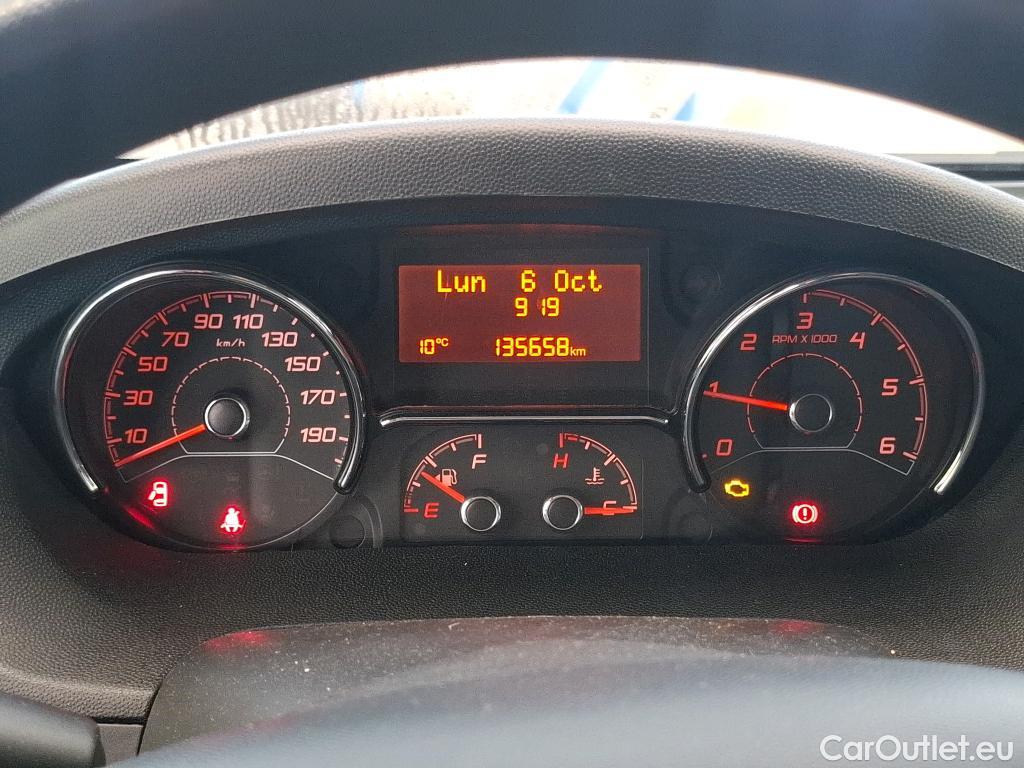 Lun 6 Oct
9 19
10°C 135658km
10 30 50 70 90 110 130 150 170 190
km/h
E F
H C
0 1 2 3 4 5 6
RPM X 1000
CarOutlet.eu